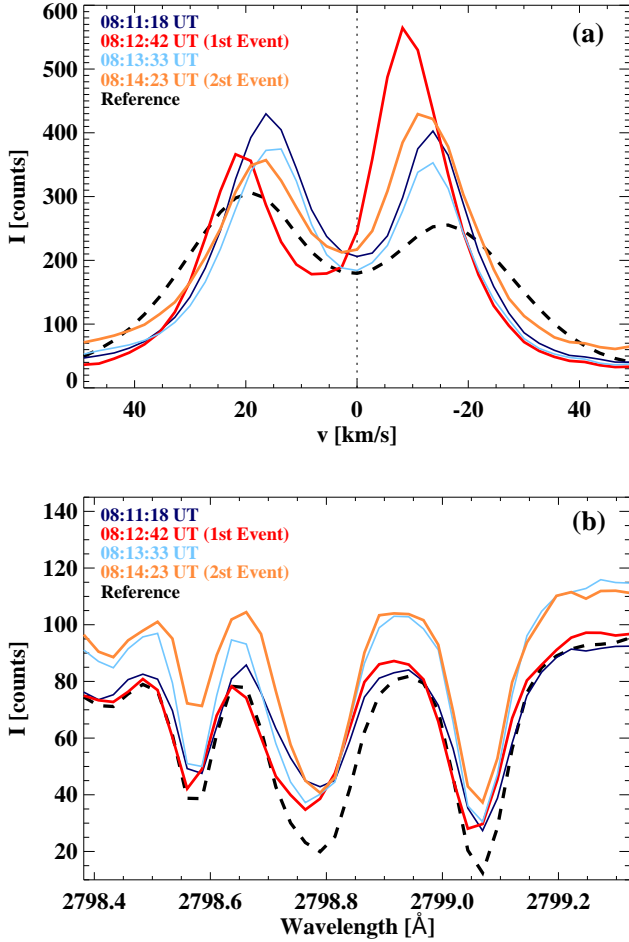 600
500
400
300
200
100
0
I [counts]
08:11:18 UT
08:12:42 UT (1st Event)
08:13:33 UT
08:14:23 UT (2st Event)
Reference
(a)
40 20 0 -20 -40
v [km/s]
140
120
100
80
60
40
20
I [counts]
08:11:18 UT
08:12:42 UT (1st Event)
08:13:33 UT
08:14:23 UT (2st Event)
Reference
(b)
2798.4 2798.6 2798.8 2799.0 2799.2
Wavelength [Å]